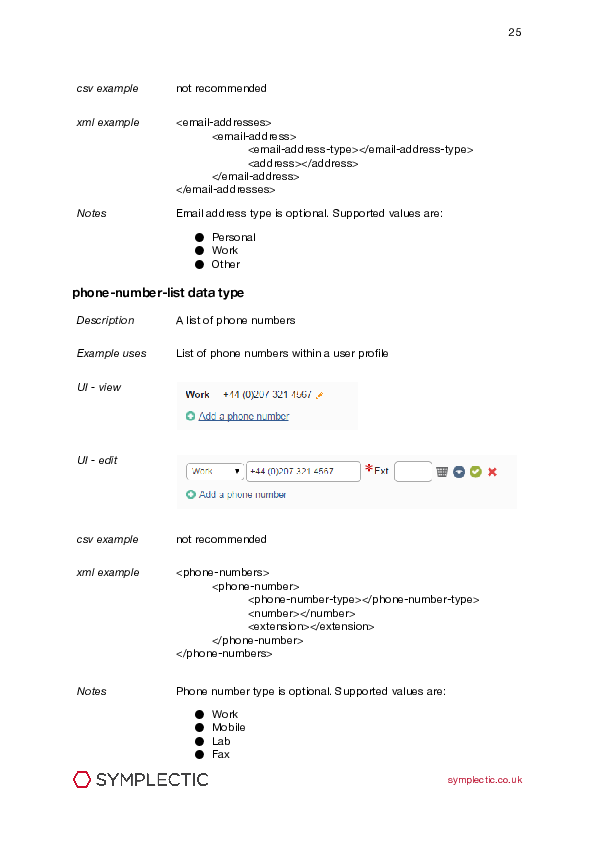 25
csv example not recommended
xml example <email-addresses>
<email-address>
<email-address-type></email-address-type>
<address></address>
</email-address>
</email-addresses>
Notes Email address type is optional. Supported values are:
● Personal
● Work
● Other
phone-number-list data type
Description A list of phone numbers
Example uses List of phone numbers within a user profile
UI - view
Work +44 (0)207 321 4567
Add a phone number
UI - edit
Work ▼ +44 (0)207 321 4567 * Ext
Add a phone number
csv example not recommended
xml example <phone-numbers>
<phone-number>
<phone-number-type></phone-number-type>
<number></number>
<extension></extension>
</phone-number>
</phone-numbers>
Notes Phone number type is optional. Supported values are:
● Work
● Mobile
● Lab
● Fax
SYMPLECTIC symplectic.co.uk